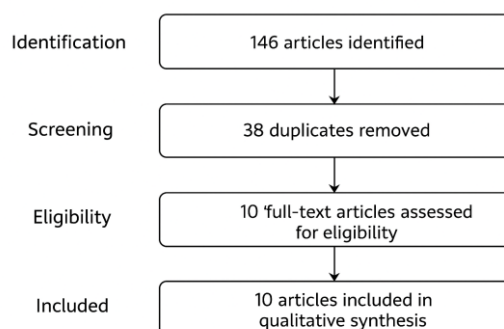 Identification
146 articles identified
Screening
38 duplicates removed
Eligibility
10 'full-text articles assessed
for eligibility
Included
10 articles included in
qualitative synthesis